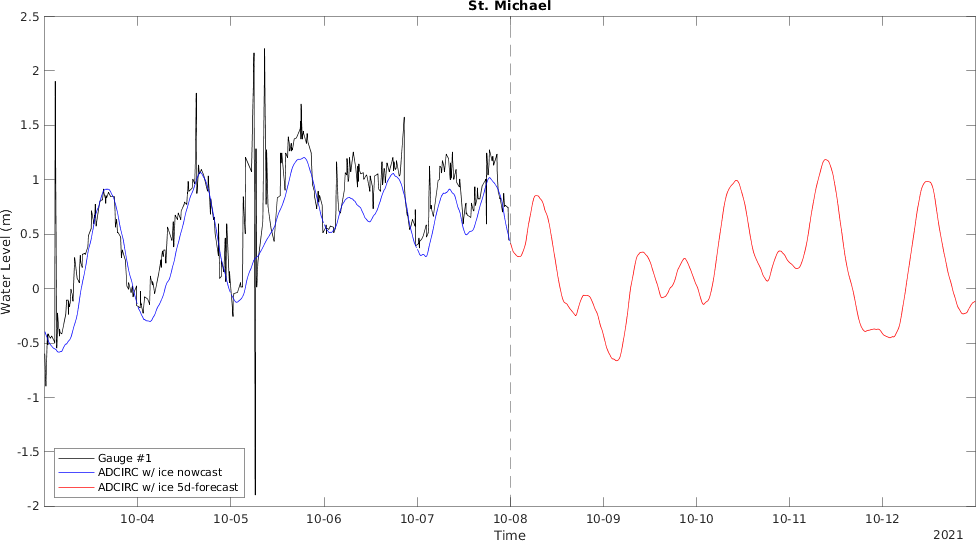 St. Michael
2.5
2
1.5
1
0.5
0
-0.5
-1
-1.5
-2
Water Level (m)
Gauge #1
ADCIRC w/ ice nowcast
ADCIRC w/ ice 5d-forecast
10-04 10-05 10-06 10-07 10-08 10-09 10-10 10-11 10-12
Time
2021